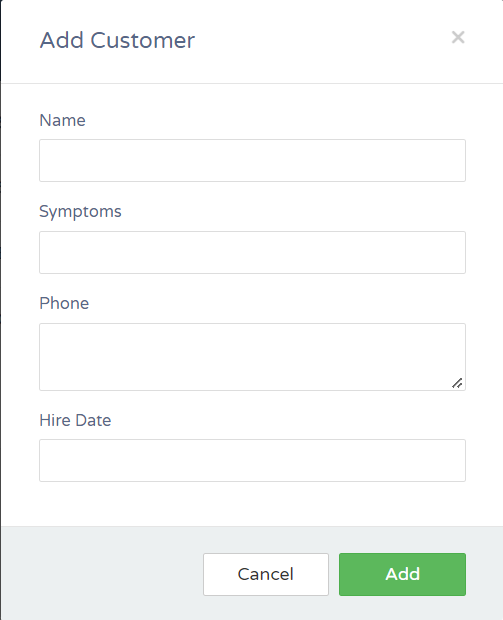 Add Customer ×
Name
Symptoms
Phone
Hire Date
Cancel Add